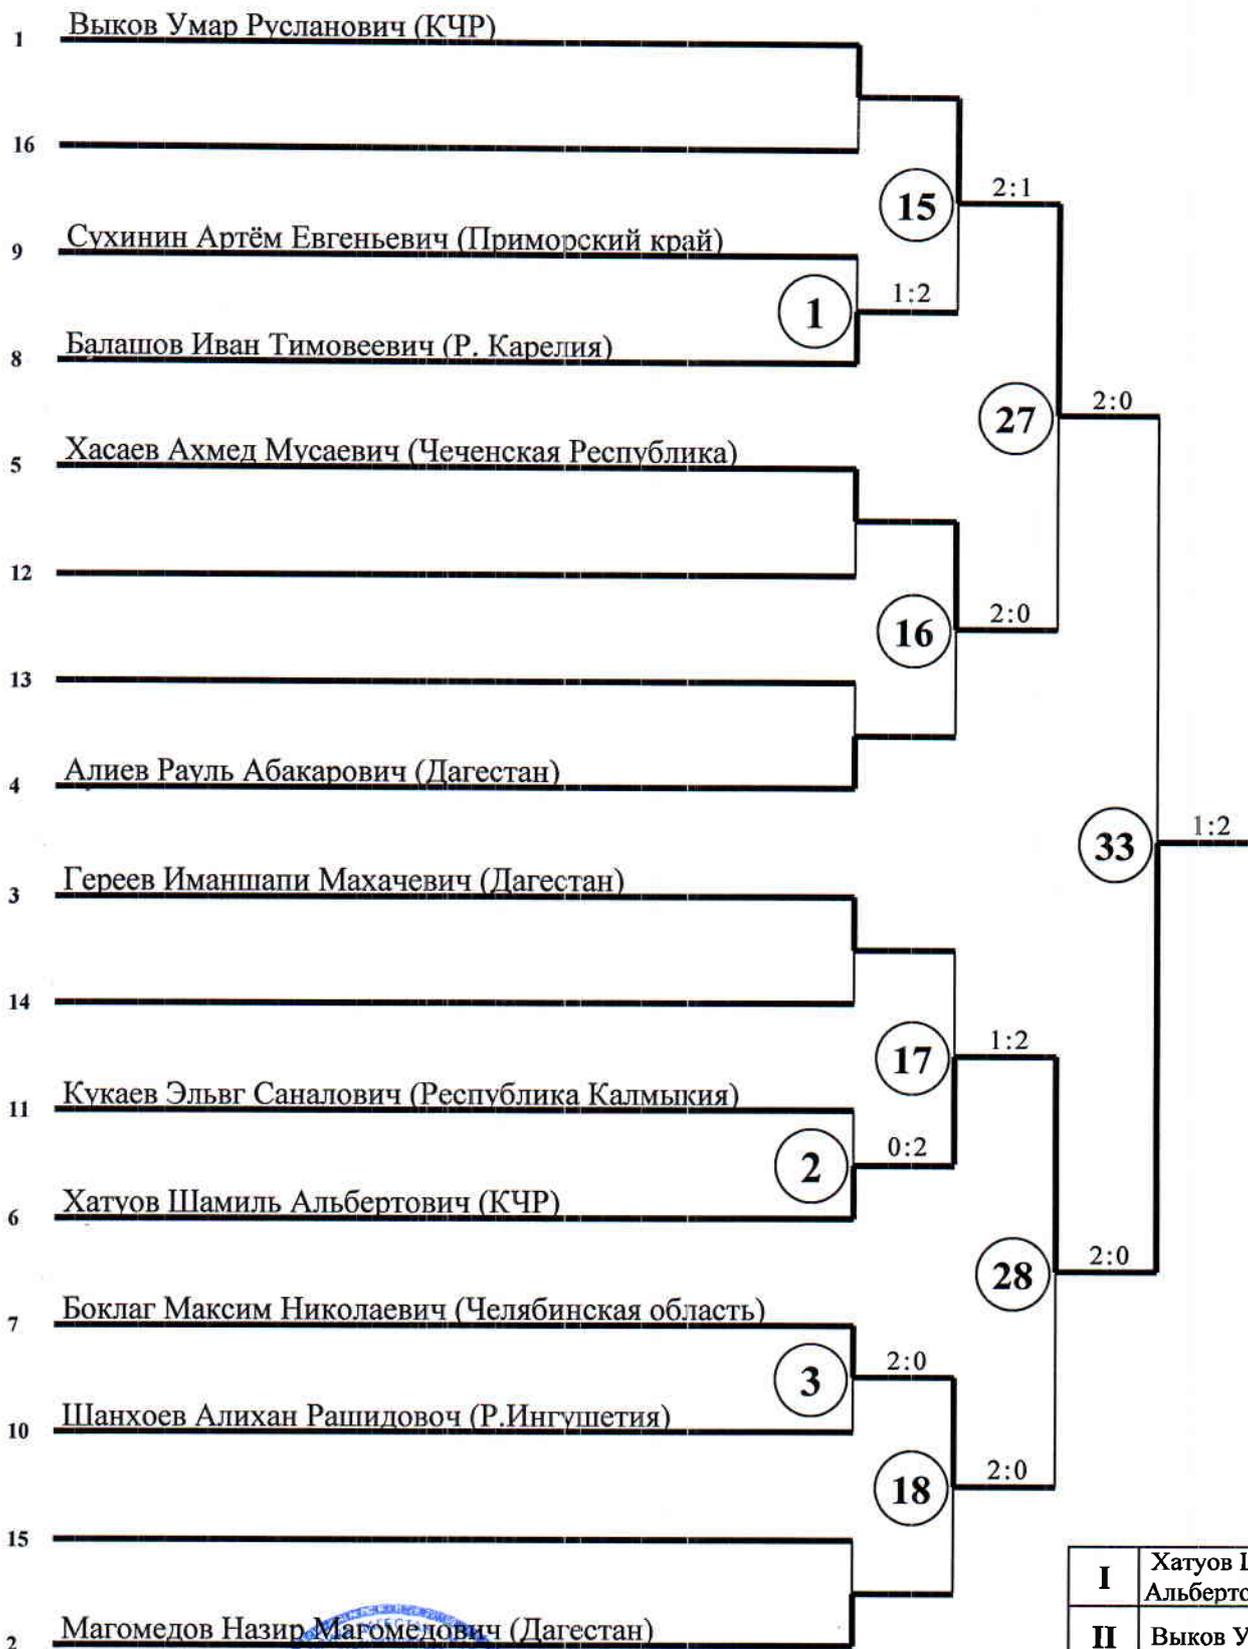 1 Выков Умар Русланович (КЧР)
16
15 2:1
9 Сухинин Артём Евгеньевич (Приморский край)
1 1:2
8 Балашов Иван Тимовеевич (Р. Карелия)
27 2:0
5 Хасаев Ахмед Мусаевич (Чеченская Республика)
12
16 2:0
13
4 Алиев Рауль Абакарович (Дагестан)
33 1:2
3 Гереев Иманшапи Махачевич (Дагестан)
14
17 1:2
11 Кукаев Эльвг Саналович (Республика Калмыкия)
2 0:2
6 Хатуов Шамиль Альбертович (КЧР)
28 2:0
7 Боклаг Максим Николаевич (Челябинская область)
3 2:0
10 Шанхоев Алихан Рашидовоч (Р.Ингушетия)
18 2:0
15
I Хатуов
Альберто
2 Магомедов Назир Магомедович (Дагестан)
II Выков У